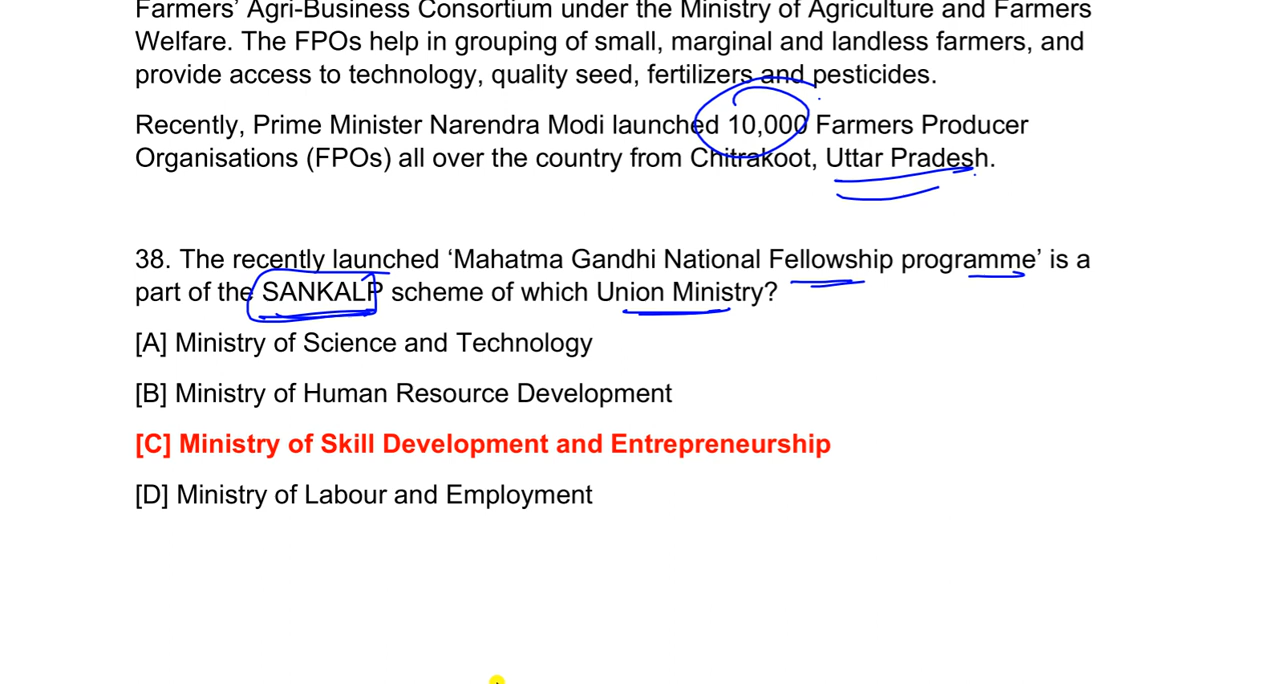 Farmers’ Agri-Business Consortium under the Ministry of Agriculture and Farmers
Welfare. The FPOs help in grouping of small, marginal and landless farmers, and
provide access to technology, quality seed, fertilizers and pesticides.
Recently, Prime Minister Narendra Modi launched 10,000 Farmers Producer
Organisations (FPOs) all over the country from Chitrakoot, Uttar Pradesh.
38. The recently launched ‘Mahatma Gandhi National Fellowship programme’ is a
part of the SANKALP scheme of which Union Ministry?
[A] Ministry of Science and Technology
[B] Ministry of Human Resource Development
[C] Ministry of Skill Development and Entrepreneurship
[D] Ministry of Labour and Employment